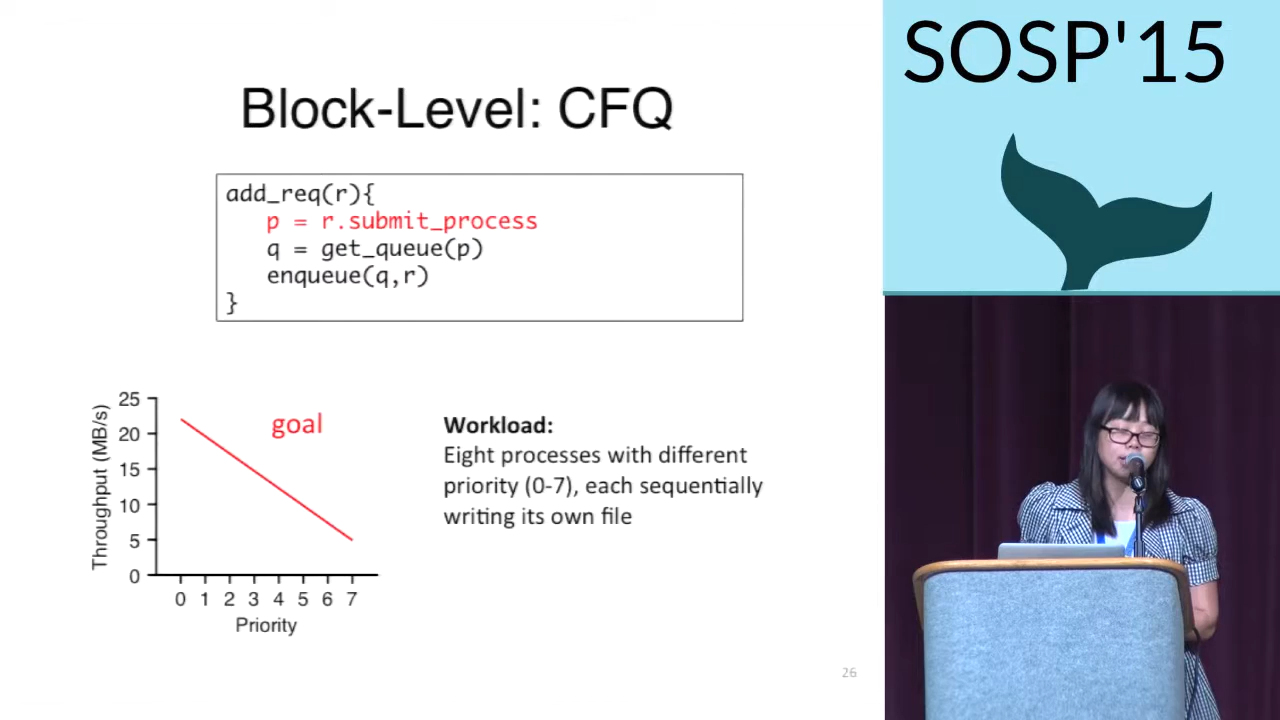 SOSP'15
Block-Level: CFQ
add_req(r){
p = r.submit_process
q = get_queue(p)
enqueue(q,r)
}
25
20
15
10
5
0
Throughput (MB/s)
goal
0 1 2 3 4 5 6 7
Priority
Workload:
Eight processes with different
priority (0-7), each sequentially
writing its own file
26